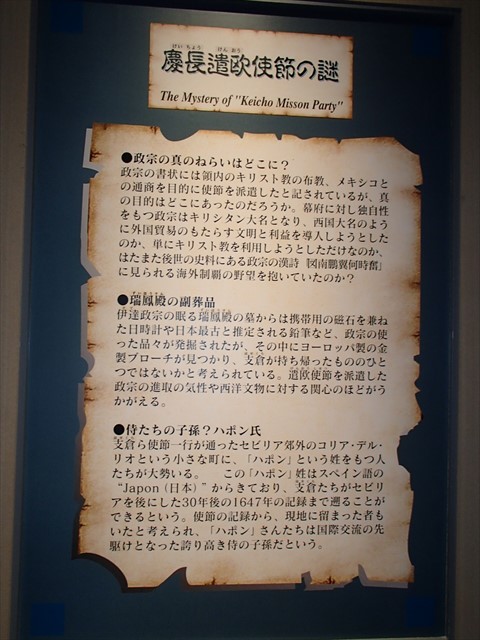 けいちょう けんおう
慶長遣欧使節の謎
The Mystery of "Keicho Misson Party"
●政宗の真のねらいはどこに？
政宗の書状には領内のキリスト教の布教、メキシコと
の通商を目的に使節を派遣したと記されているが、真
の目的はどこにあったのだろうか。幕府に対し独自性
をもつ政宗はキリシタン大名となり、西国大名のよう
に外国貿易のもたらす文明と利益を導入しようとした
のか、単にキリスト教を利用しようとしただけなのか、
はたまた後世の史料にある政宗の漢詩「図南鵬翼何時奮」
に見られる海外制覇の野望を抱いていたのか？
●瑞鳳殿の副葬品
伊達政宗の眠る瑞鳳殿の墓からは携帯用の磁石を兼ね
た日時計や日本最古と推定される鉛筆など、政宗の使
った品々が発掘されたが、その中にヨーロッパ製の金
製ブローチが見つかり、支倉が持ち帰ったもののひと
つではないかと考えられている。遣欧使節を派遣した
政宗の進取の気性や西洋文物に対する関心のほどがう
かがえる。
●侍たちの子孫？ハポン氏
支倉ら使節一行が通ったセビリア郊外のコリア・デル・
リオという小さな町に、「ハポン」という姓をもつ人
たちが大勢いる。　この「ハポン」姓はスペイン語の
“Japon（日本）”からきており、支倉たちがセビリ
アを後にした30年後の1647年の記録まで遡ることが
できるという。使節の記録から、現地に留まった者も
いたと考えられ、「ハポン」さんたちは国際交流の先
駆けとなった誇り高き侍の子孫だという。